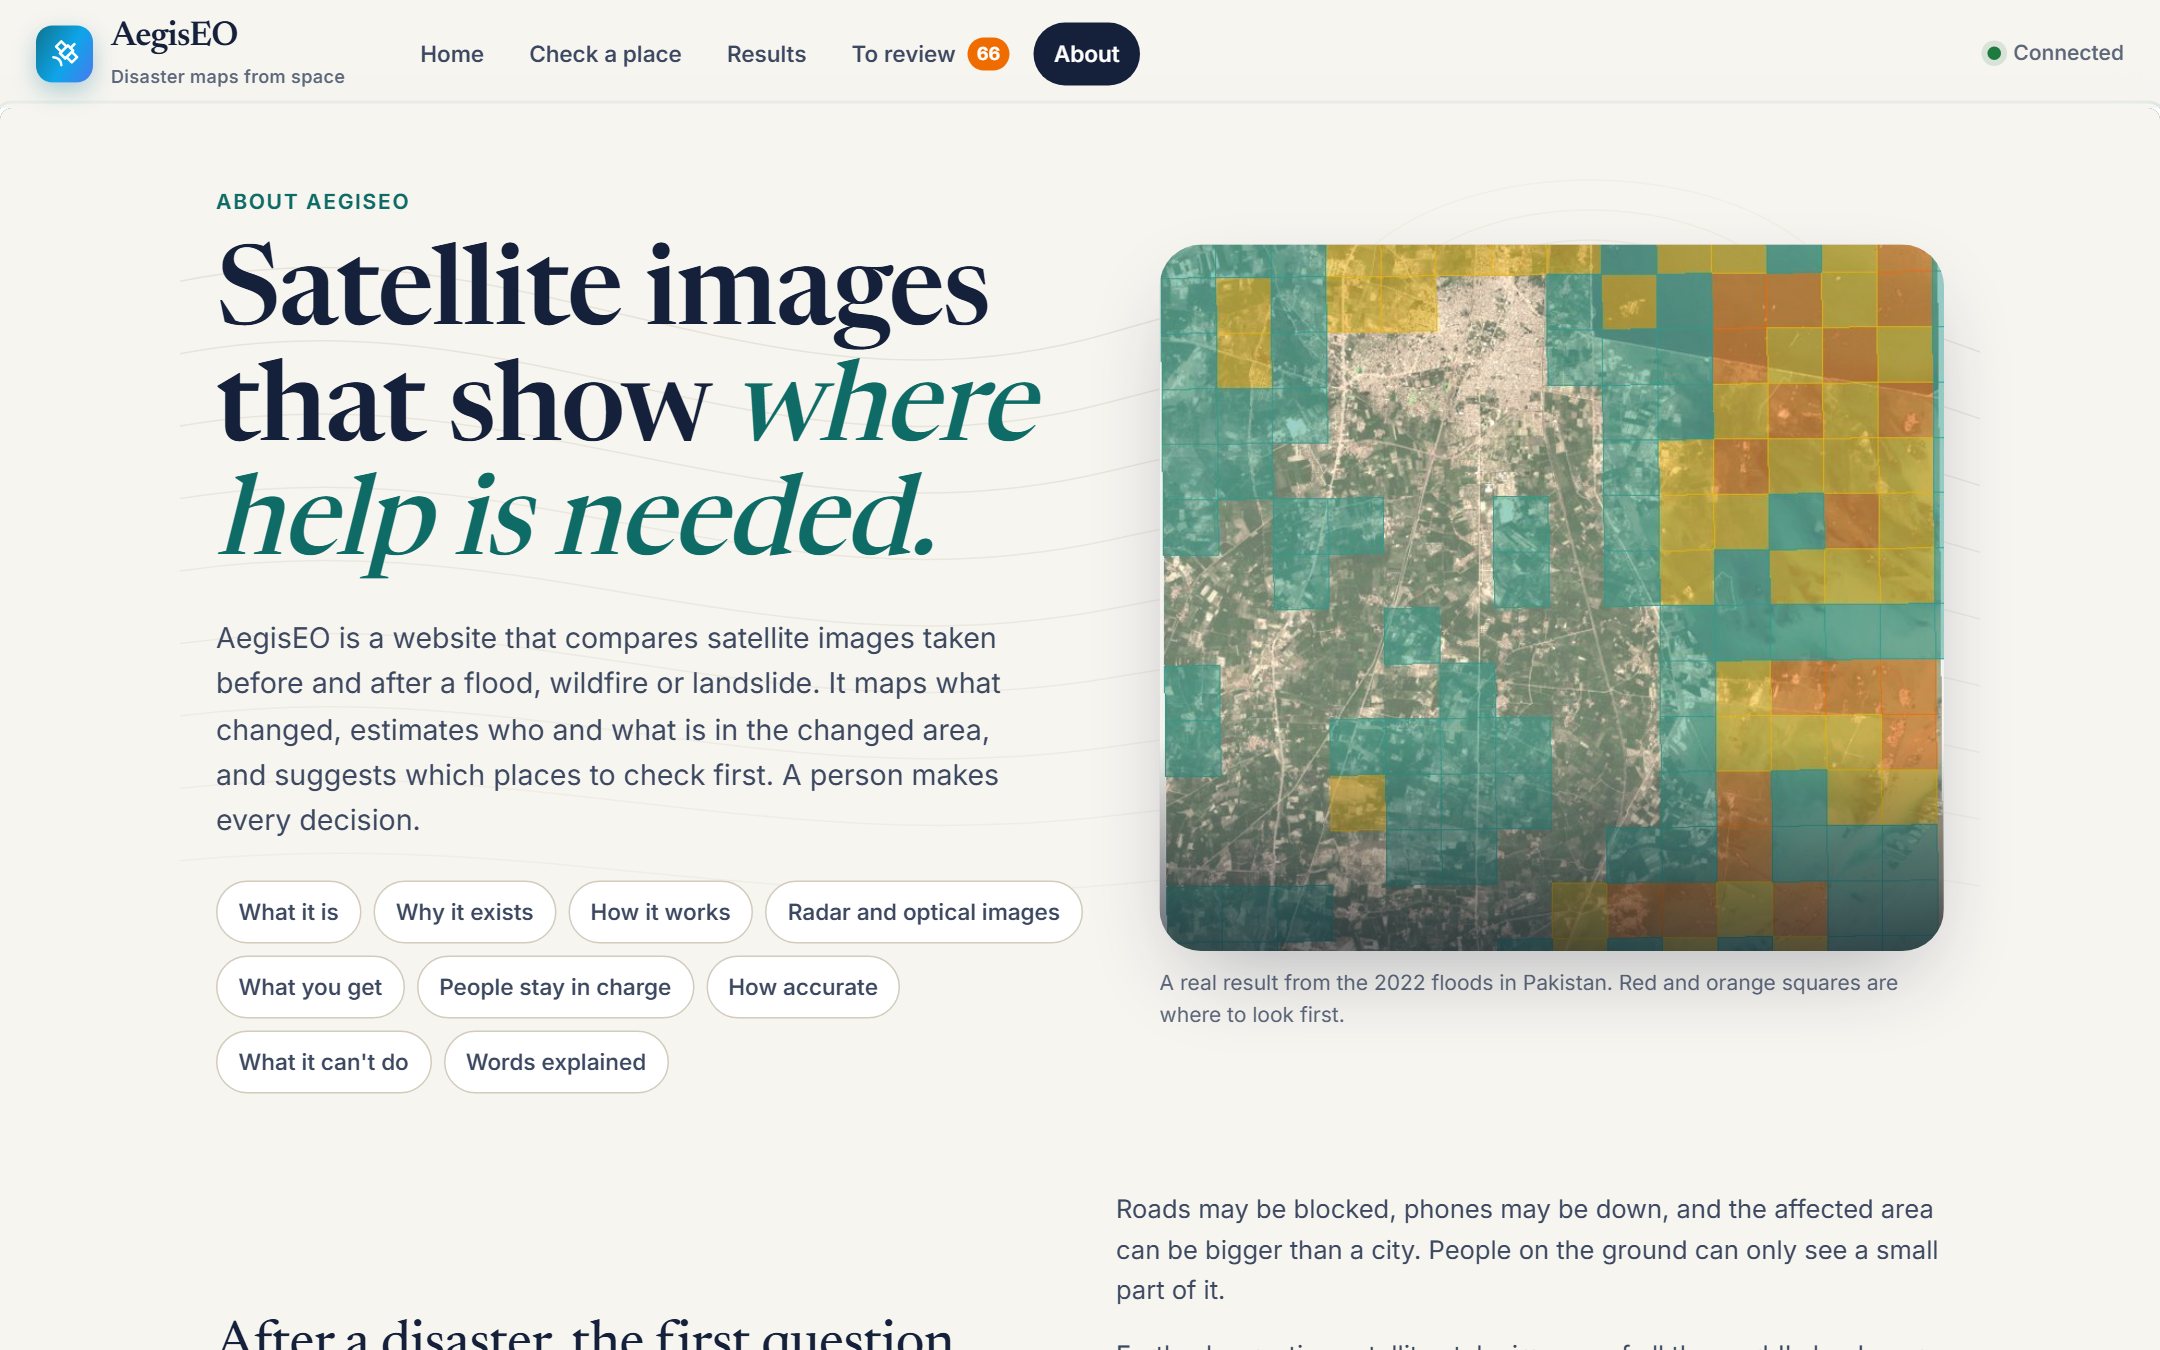 AegisEO
Disaster maps from space
Home
Check a place
Results
To review 66
About
Connected
ABOUT AEGISEO
Satellite images
that show where
help is needed.
AegisEO is a website that compares satellite images taken
before and after a flood, wildfire or landslide. It maps what
changed, estimates who and what is in the changed area,
and suggests which places to check first. A person makes
every decision.
What it is
Why it exists
How it works
Radar and optical images
What you get
People stay in charge
How accurate
What it can't do
Words explained
A real result from the 2022 floods in Pakistan. Red and orange squares are
where to look first.
Roads may be blocked, phones may be down, and the affected area
can be bigger than a city. People on the ground can only see a small
part of it.
After a disaster, the first question